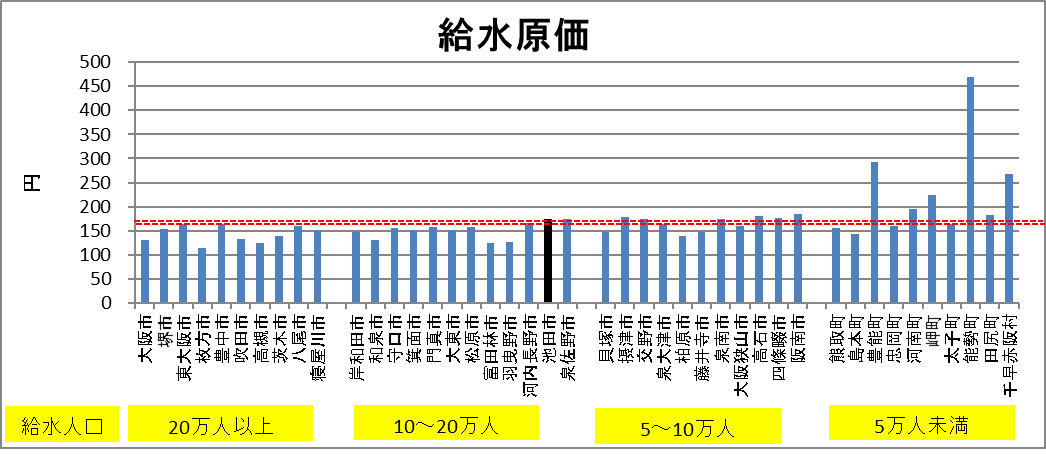 給水原価
500
450
400
350
300
250
200
150
100
50
0
円
大阪市
堺市
東大阪市
枚方市
豊中市
吹田市
高槻市
茨木市
八尾市
寝屋川市
岸和田市
和泉市
守口市
箕面市
門真市
大東市
松原市
富田林市
羽曳野市
河内長野市
池田市
泉佐野市
貝塚市
摂津市
交野市
泉大津市
柏原市
藤井寺市
泉南市
大阪狭山市
高石市
四條畷市
阪南市
熊取町
島本町
豊能町
忠岡町
河南町
岬町
太子町
能勢町
田尻町
千早赤阪村
給水人口
20万人以上
10～20万人
5～10万人
5万人未満